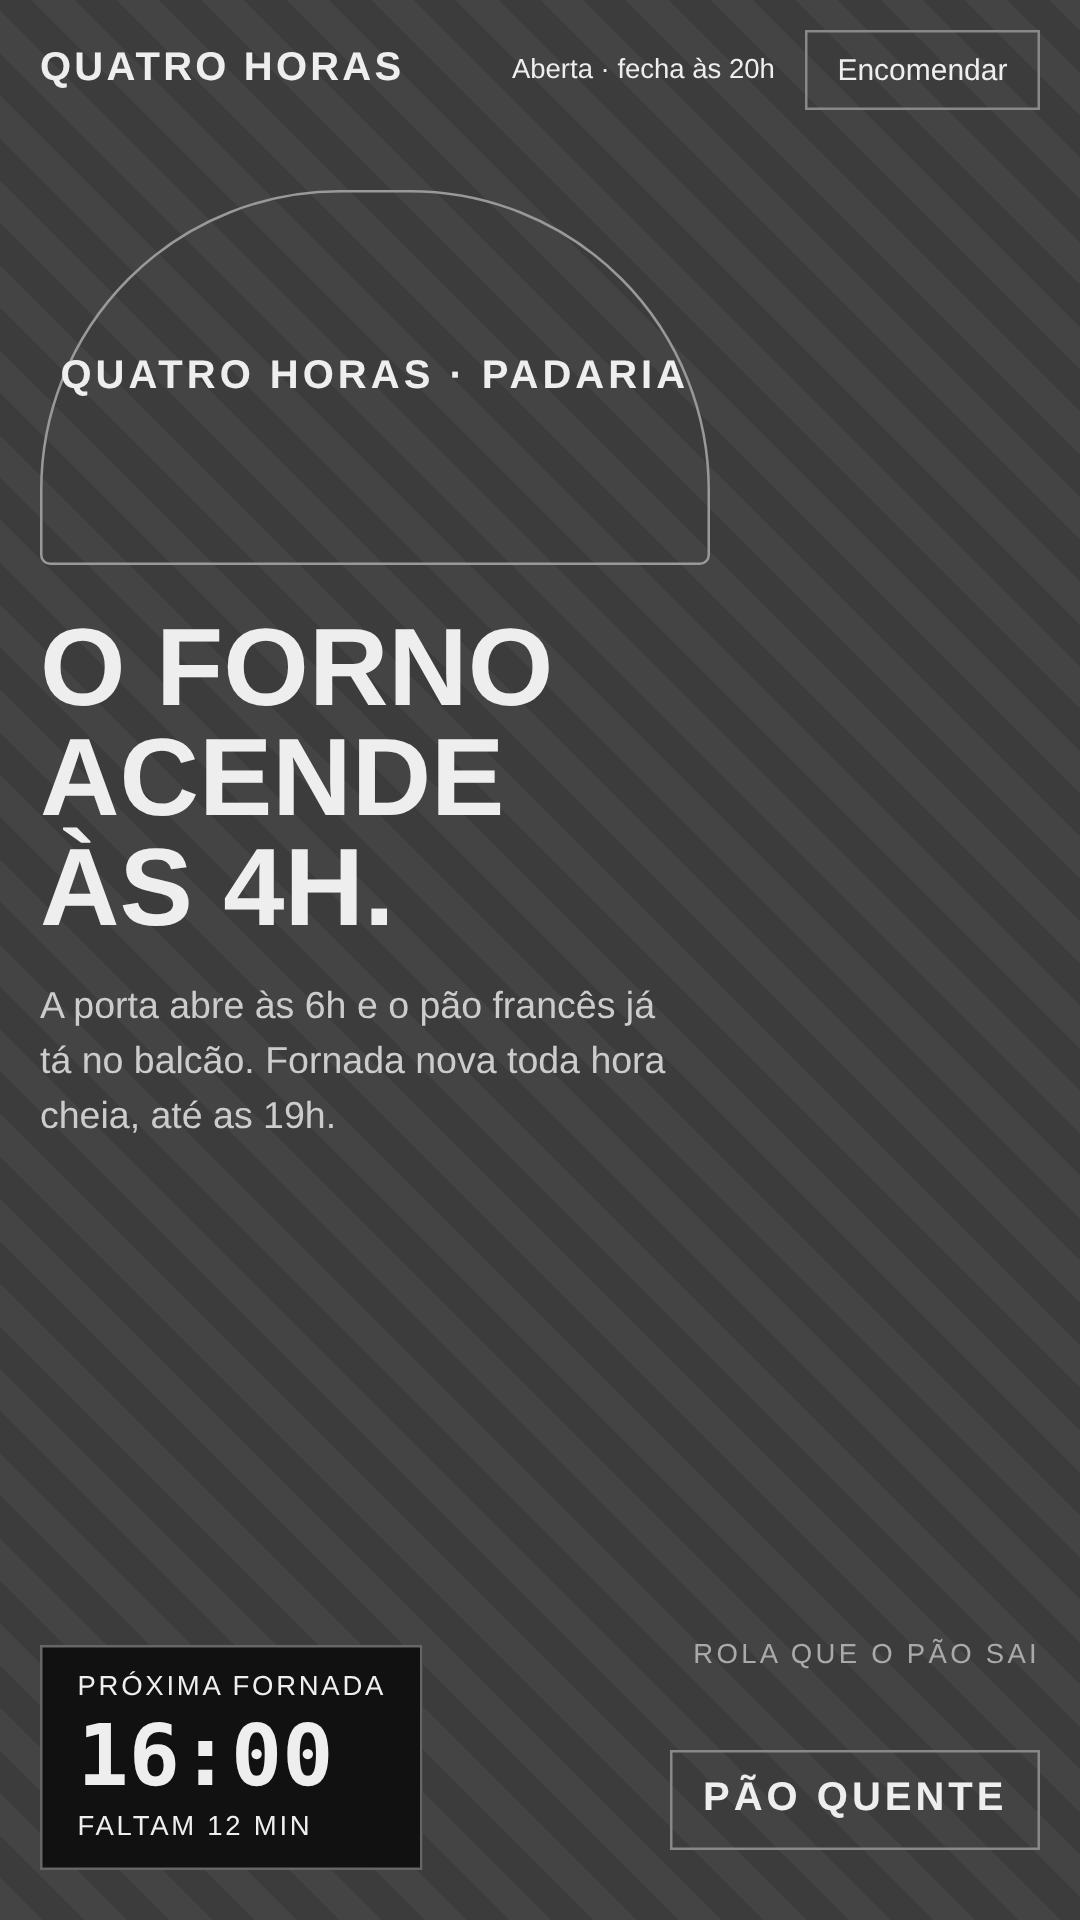 QUATRO HORAS
Aberta · fecha às 20h
Encomendar
QUATRO HORAS · PADARIA
O FORNO
ACENDE
ÀS 4H.
A porta abre às 6h e o pão francês já
tá no balcão. Fornada nova toda hora
cheia, até as 19h.
PRÓXIMA FORNADA
16:00
FALTAM 12 MIN
ROLA QUE O PÃO SAI
PÃO QUENTE